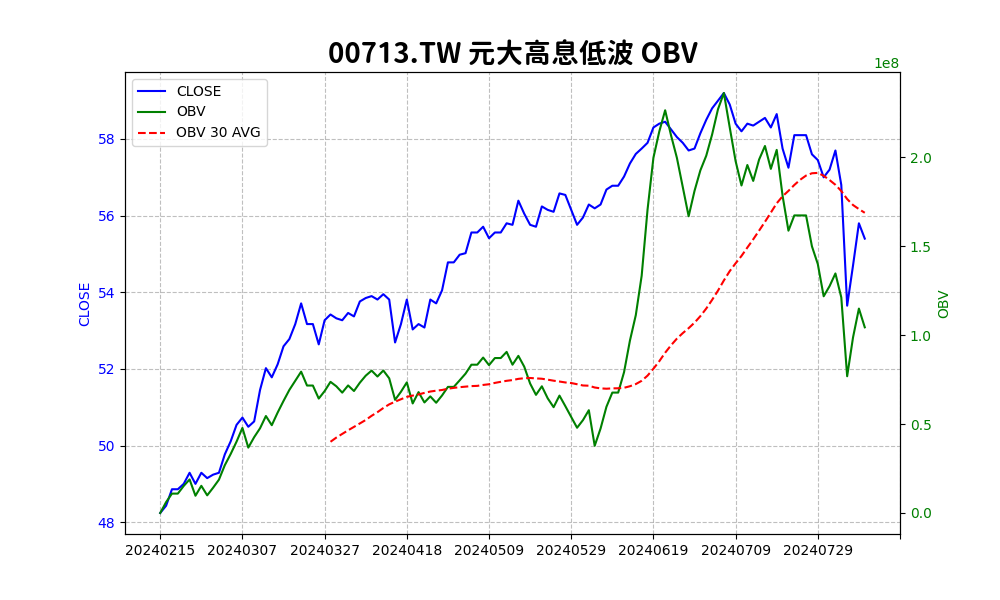 00713.TW 元大高息低波 OBV
1e8
CLOSE
OBV
OBV 30 AVG
58
56
54
52
50
48
CLOSE
2.0
1.5
1.0
0.5
0.0
OBV
20240215 20240307 20240327 20240418 20240509 20240529 20240619 20240709 20240729